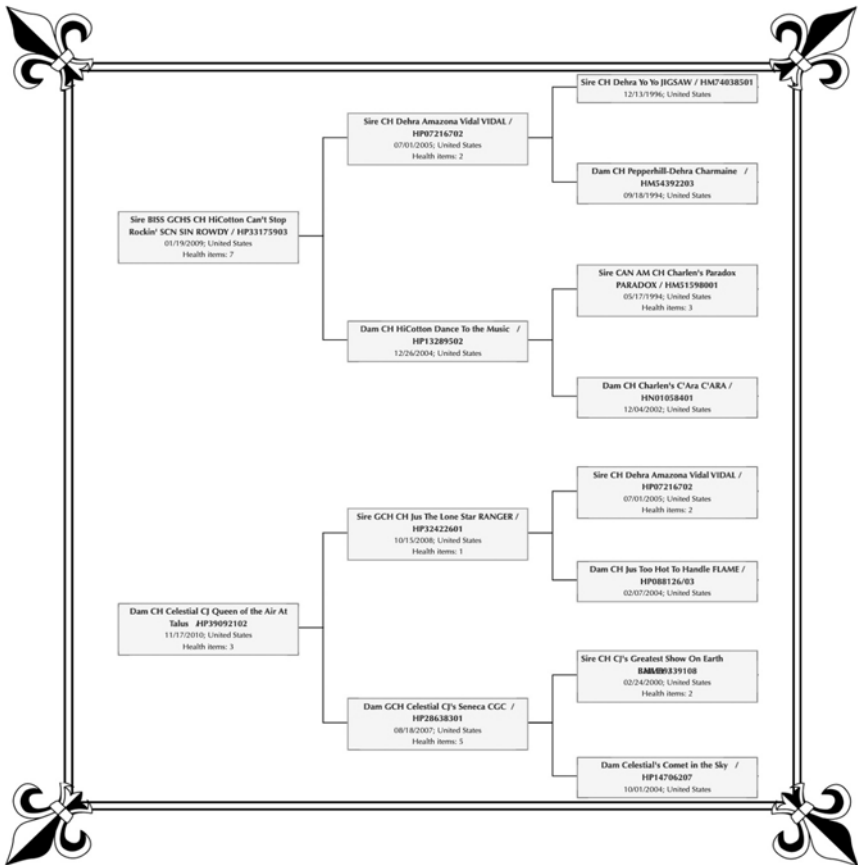 Sire CH Dehra Yo Yo JIGSAW / HM74038501
12/13/1996; United States
Sire CH Dehra Amazona Vidal VIDAL /
HP07216702
07/01/2005; United States
Health items: 2
Dam CH Pepperhill-Dehra Charmaine /
HM54392203
09/18/1994; United States
Sire BISS GCHS CH HiCotton Can't Stop
Rockin' SCN SIN ROWDY / HP33175903
01/19/2009; United States
Health items: 7
Sire CAN AM CH Charlen's Paradox
PARADOX / HM51598001
05/17/1994; United States
Health items: 3
Dam CH HiCotton Dance To the Music /
HP13289502
12/26/2004; United States
Dam CH Charlen's C'Ara C'ARA /
HN01058401
12/04/2002; United States
Sire CH Dehra Amazona Vidal VIDAL /
HP07216702
07/01/2005; United States
Health items: 2
Sire GCH CH Jus The Lone Star RANGER /
HP32422601
10/15/2008; United States
Health items: 1
Dam CH Jus Too Hot To Handle FLAME /
HP088126/03
02/07/2004; United States
Dam CH Celestial CJ Queen of the Air At
Talus /HP39092102
11/17/2010; United States
Health items: 3
Sire CH CJ's Greatest Show On Earth
02/24/2000; United States
Health items: 2
Dam GCH Celestial CJ's Seneca CGC /
HP28638301
08/18/2007; United States
Health items: 5
Dam Celestial's Comet in the Sky /
HP14706207
10/01/2004; United States